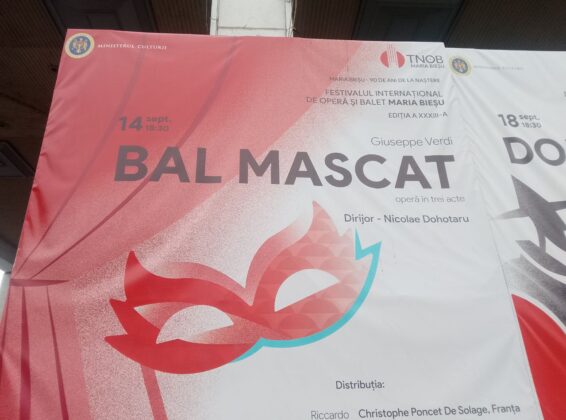 MINISTERUL CULTURII
TNOB
MARIA BIEȘU
MARIA BIEȘU - 90 DE ANI DE LA NAȘTERE
FESTIVALUL INTERNAȚIONAL
DE OPERĂ ȘI BALET MARIA BIEȘU
EDIȚIA A XXXIII-A
14 sept.
18:30
Giuseppe Verdi
BAL MASCAT
operă în trei acte
Dirijor - Nicolae Dohotaru
Distribuția:
Riccardo Christophe Poncet De Solage, Franța
18 sept.
18:30
DO